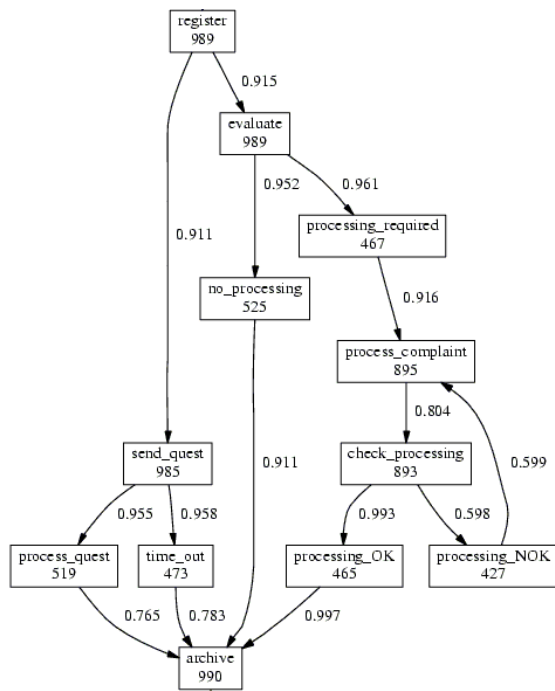 register
989
0.915
evaluate
989
0.952
0.961
processing_required
467
0.911
no_processing
525
0.916
process_complaint
895
0.804
send_quest
985
check_processing
893
0.911
0.599
0.955
0.958
0.993
0.598
process_quest
519
time_out
473
processing_OK
465
processing_NOK
427
0.765
0.783
0.997
archive
990